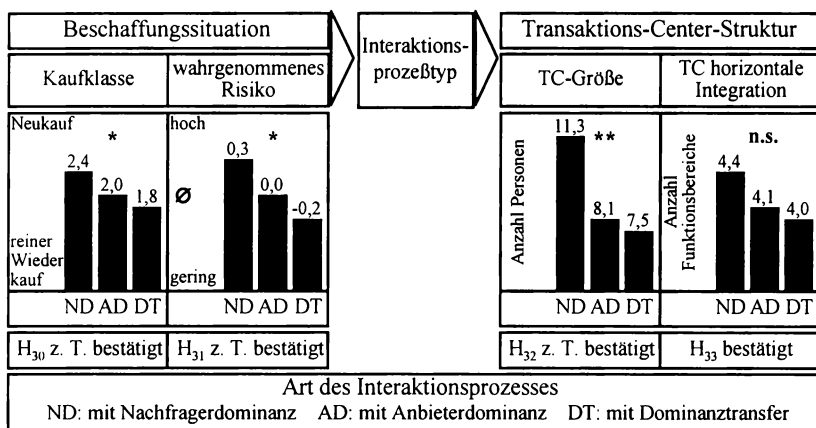 Beschaffungssituation
Interaktions-
prozeßtyp
Transaktions-Center-Struktur
Kaufklasse
wahrgenommenes
Risiko
TC-Größe
TC horizontale
Integration
Neukauf
*
2,4
2,0
1,8
reiner
Wieder
kauf
ND AD DT
hoch
*
0,3
Ø
0,0
-0,2
gering
ND AD DT
Anzahl Personen
11,3
**
8,1
7,5
ND AD DT
Anzahl
Funktionsbereiche
n.s.
4,4
4,1
4,0
ND AD DT
H30 z. T. bestätigt
H31 z. T. bestätigt
H32 z. T. bestätigt
H33 bestätigt
Art des Interaktionsprozesses
ND: mit Nachfragerdominanz AD: mit Anbieterdominanz DT: mit Dominanztransfer